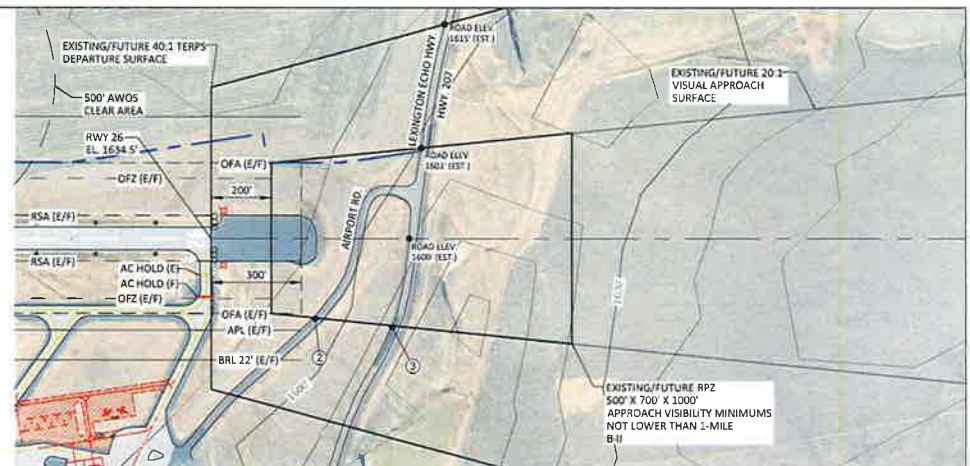 EXISTING/FUTURE 40:1 TERPS
DEPARTURE SURFACE
500' AWOS
CLEAR AREA
RWY 26
EL. 1634.5'
OFA (E/F)
OFZ (E/F)
200'
RSA (E/F)
RSA (E/F)
AC HOLD (E)
AC HOLD (F)
OFZ (E/F)
300'
OFA (E/F)
APL (E/F)
BRL 22' (E/F)
2
3
1600'
AIRPORT RD.
LEXINGTON ECHO HWY.
HWY. 207
ROAD ELEV.
1615' (EST.)
ROAD ELEV.
1601' (EST.)
ROAD ELEV.
1600' (EST.)
EXISTING/FUTURE 20:1
VISUAL APPROACH
SURFACE
EXISTING/FUTURE RPZ
500' X 700' X 1000'
APPROACH VISIBILITY MINIMUMS
NOT LOWER THAN 1-MILE
B-II